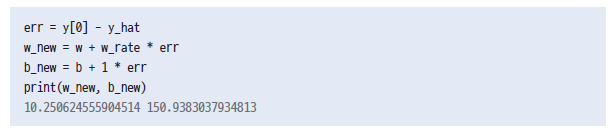 err = y[0] - y_hat
w_new = w + w_rate * err
b_new = b + 1 * err
print(w_new, b_new)
10.250624555904514 150.9383037934813